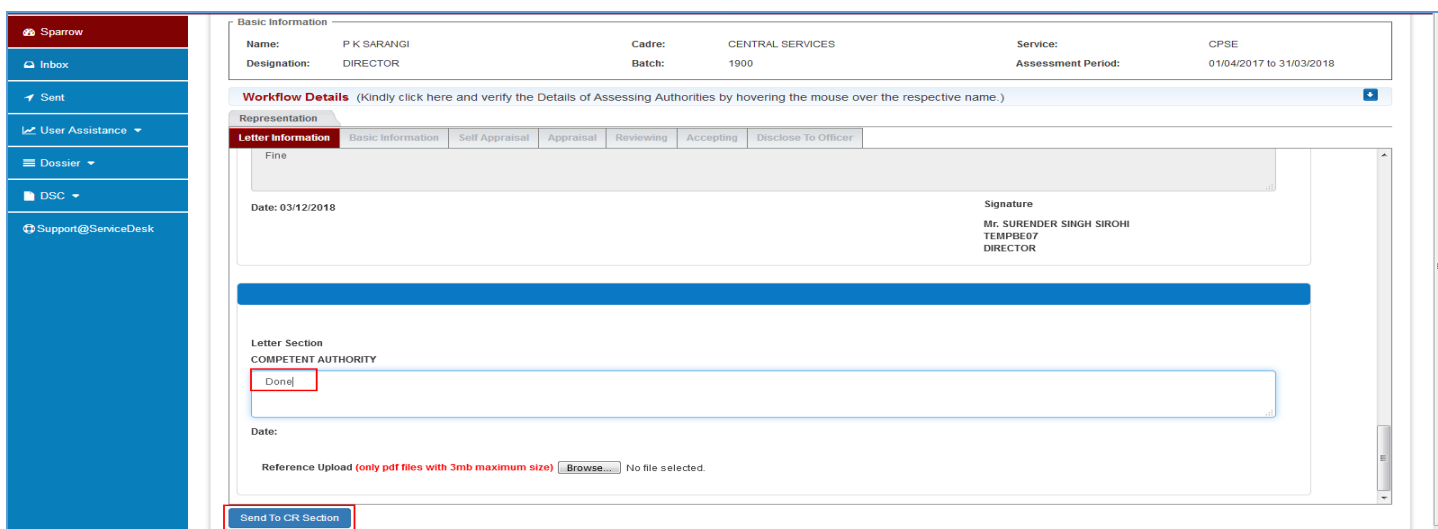 Sparrow
Inbox
Sent
User Assistance
Dossier
DSC
Support@ServiceDesk
Basic Information
Name: P K SARANGI Cadre: CENTRAL SERVICES Service: CPSE
Designation: DIRECTOR Batch: 1900 Assessment Period: 01/04/2017 to 31/03/2018
Workflow Details (Kindly click here and verify the Details of Assessing Authorities by hovering the mouse over the respective name.)
Representation
Letter Information Basic Information Self Appraisal Appraisal Reviewing Accepting Disclose To Officer
Fine
Date: 03/12/2018 Signature
Mr. SURENDER SINGH SIROHI
TEMPBE07
DIRECTOR
Letter Section
COMPETENT AUTHORITY
Done
Date:
Reference Upload (only pdf files with 3mb maximum size) Browse... No file selected.
Send To CR Section